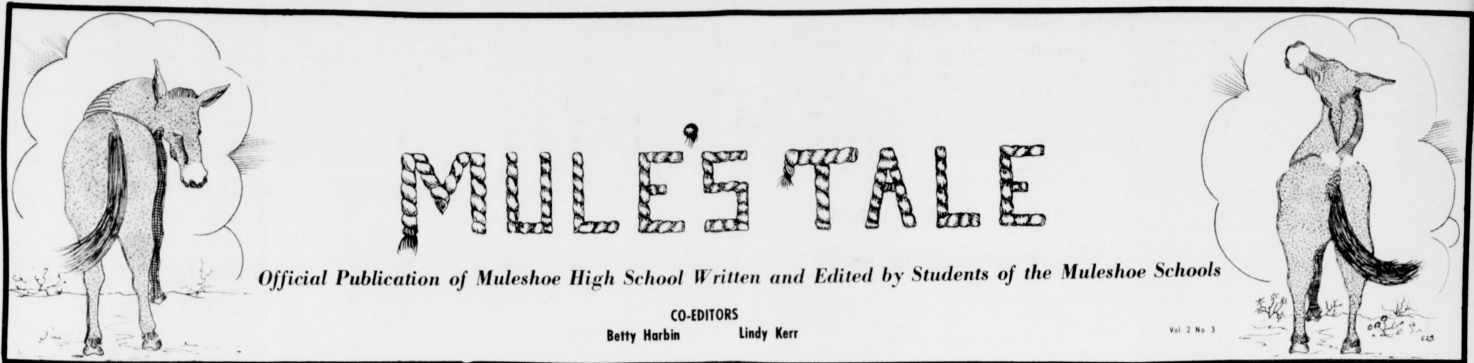 MULE'S TALE
Official Publication of Muleshoe High School Written and Edited by Students of the Muleshoe Schools
CO-EDITORS
Betty Harbin Lindy Kerr
Vol. 2 No. 3